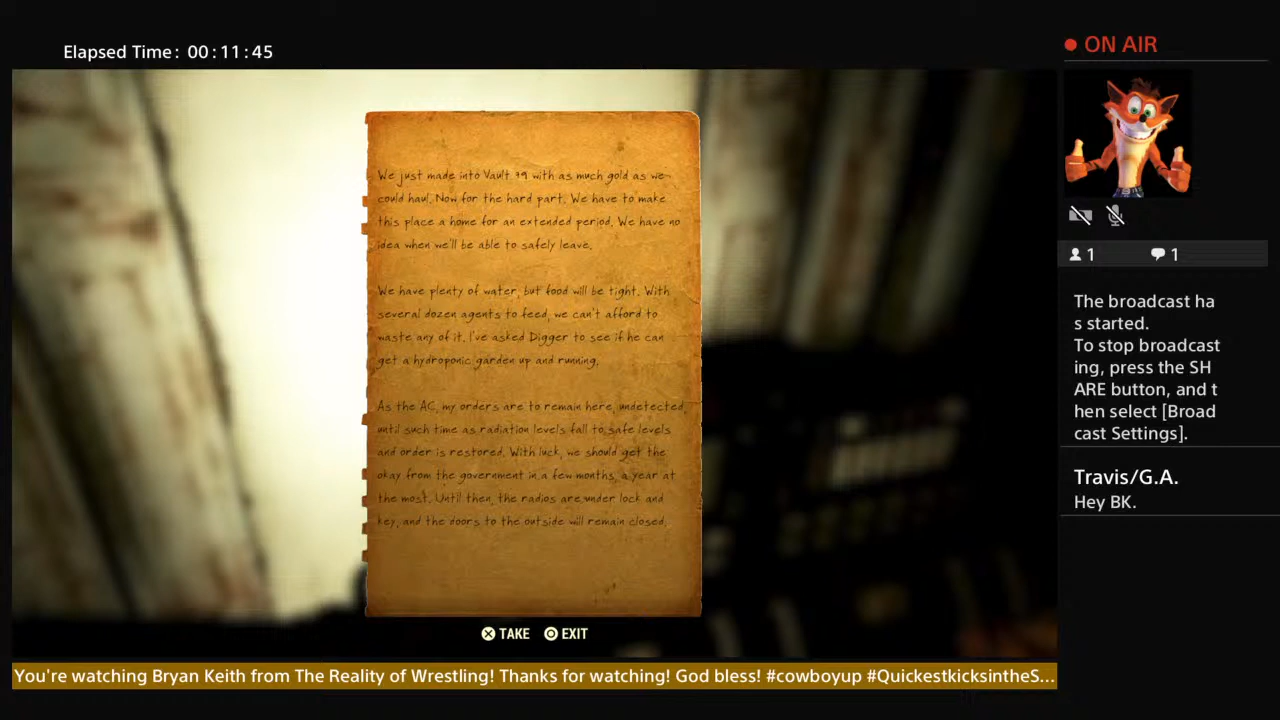 Elapsed Time: 00:11:45
ON AIR
We just made into Vault 79 with as much gold as we
could haul. Now for the hard part. We have to make
this place a home for an extended period. We have no
idea when we'll be able to safely leave.
We have plenty of water, but food will be tight. With
several dozen agents to feed, we can't afford to
waste any of it. I've asked Digger to see if he can
get a hydroponic garden up and running.
As the AC, my orders are to remain here, undetected,
until such time as radiation levels fall to safe levels
and order is restored. With luck, we should get the
okay from the government in a few months, a year at
the most. Until then, the radios are under lock and
key, and the doors to the outside will remain closed.
TAKE EXIT
1 1
The broadcast ha
s started.
To stop broadcast
ing, press the SH
ARE button, and t
hen select [Broad
cast Settings].
Travis/G.A.
Hey BK.
You're watching Bryan Keith from The Reality of Wrestling! Thanks for watching! God bless! #cowboyup #QuickestkicksintheS...